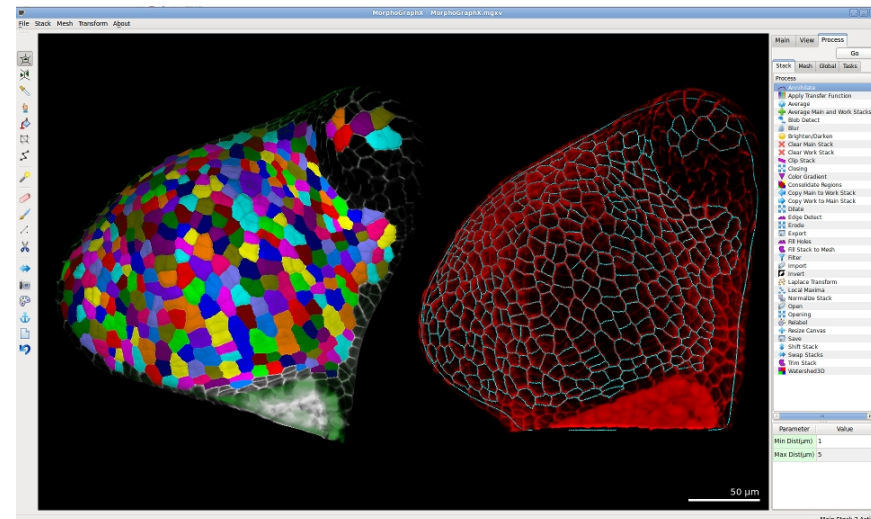 MorphoGraphX - MorphoGraphX.mgxv
File Stack Mesh Transform About
Main View Process
Go
Stack Mesh Global Tasks
Process
Annihilate
Apply Transfer Function
Average
Average Main and Work Stacks
Blob Detect
Blur
Brighten/Darken
Clear Main Stack
Clear Work Stack
Clip Stack
Closing
Color Gradient
Consolidate Regions
Copy Main to Work Stack
Copy Work to Main Stack
Dilate
Edge Detect
Erode
Export
Fill Holes
Fill Stack to Mesh
Filter
Import
Invert
Laplace Transform
Local Maxima
Normalize Stack
Open
Opening
Relabel
Resize Canvas
Save
Shift Stack
Swap Stacks
Trim Stack
Watershed3D
Parameter Value
Min Dist(µm) 1
Max Dist(µm) 5
50 µm